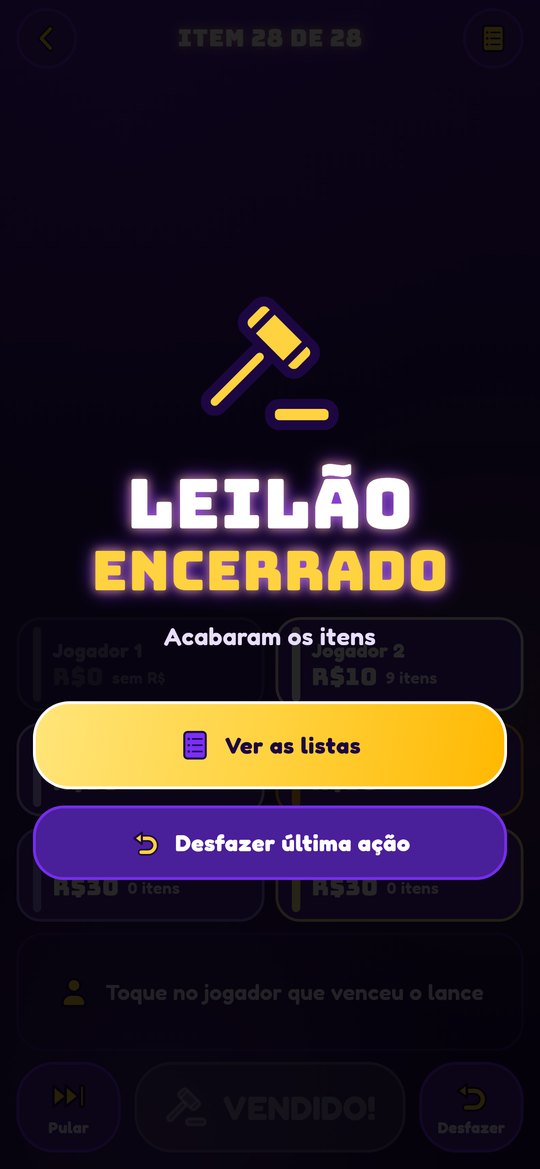 ITEM 28 DE 28
LEILÃO
ENCERRADO
Acabaram os itens
Jogador 1
Jogador 2
R$0 sem R$
R$10 9 itens
Ver as listas
Desfazer última ação
R$30 0 itens
R$30 0 itens
Toque no jogador que venceu o lance
Pular
VENDIDO!
Desfazer